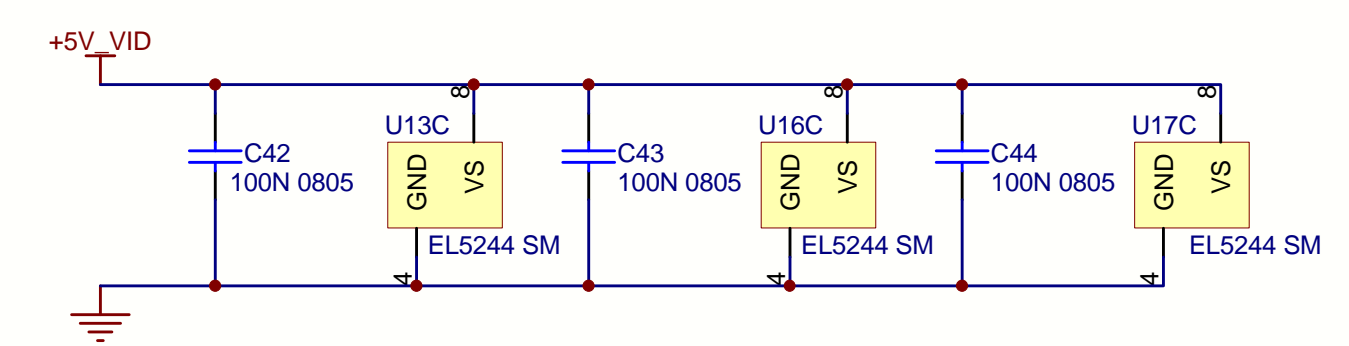 +5V_VID
8
8
8
U13C
U16C
U17C
C42
100N 0805
GND
VS
C43
100N 0805
GND
VS
C44
100N 0805
GND
VS
EL5244 SM
EL5244 SM
EL5244 SM
4
4
4